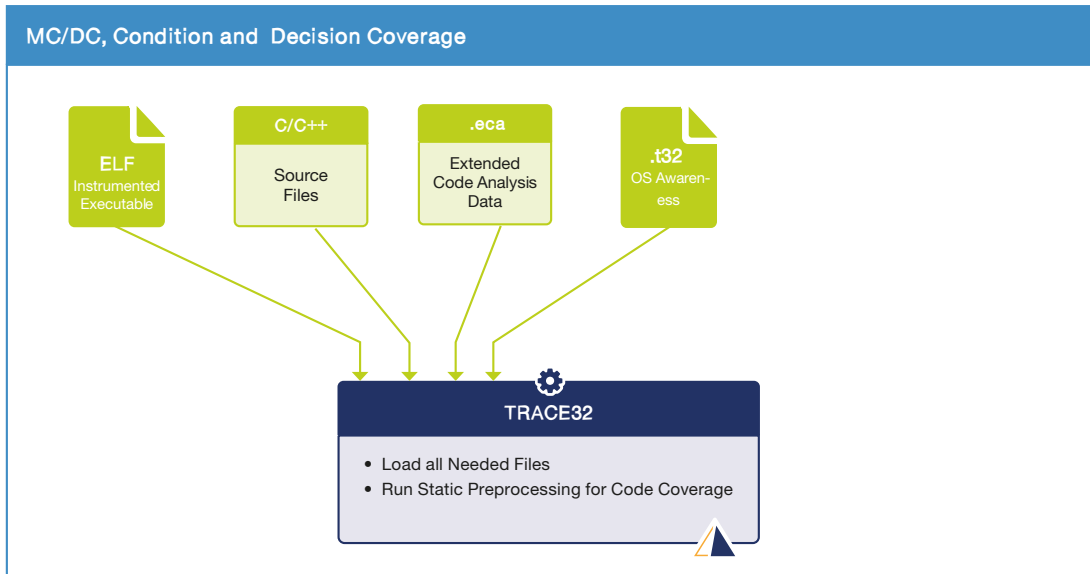 MC/DC, Condition and Decision Coverage
ELF
Instrumented
Executable
C/C++
Source
Files
.eca
Extended
Code Analysis
Data
.t32
OS Awaren-
ess
TRACE32
• Load all Needed Files
• Run Static Preprocessing for Code Coverage